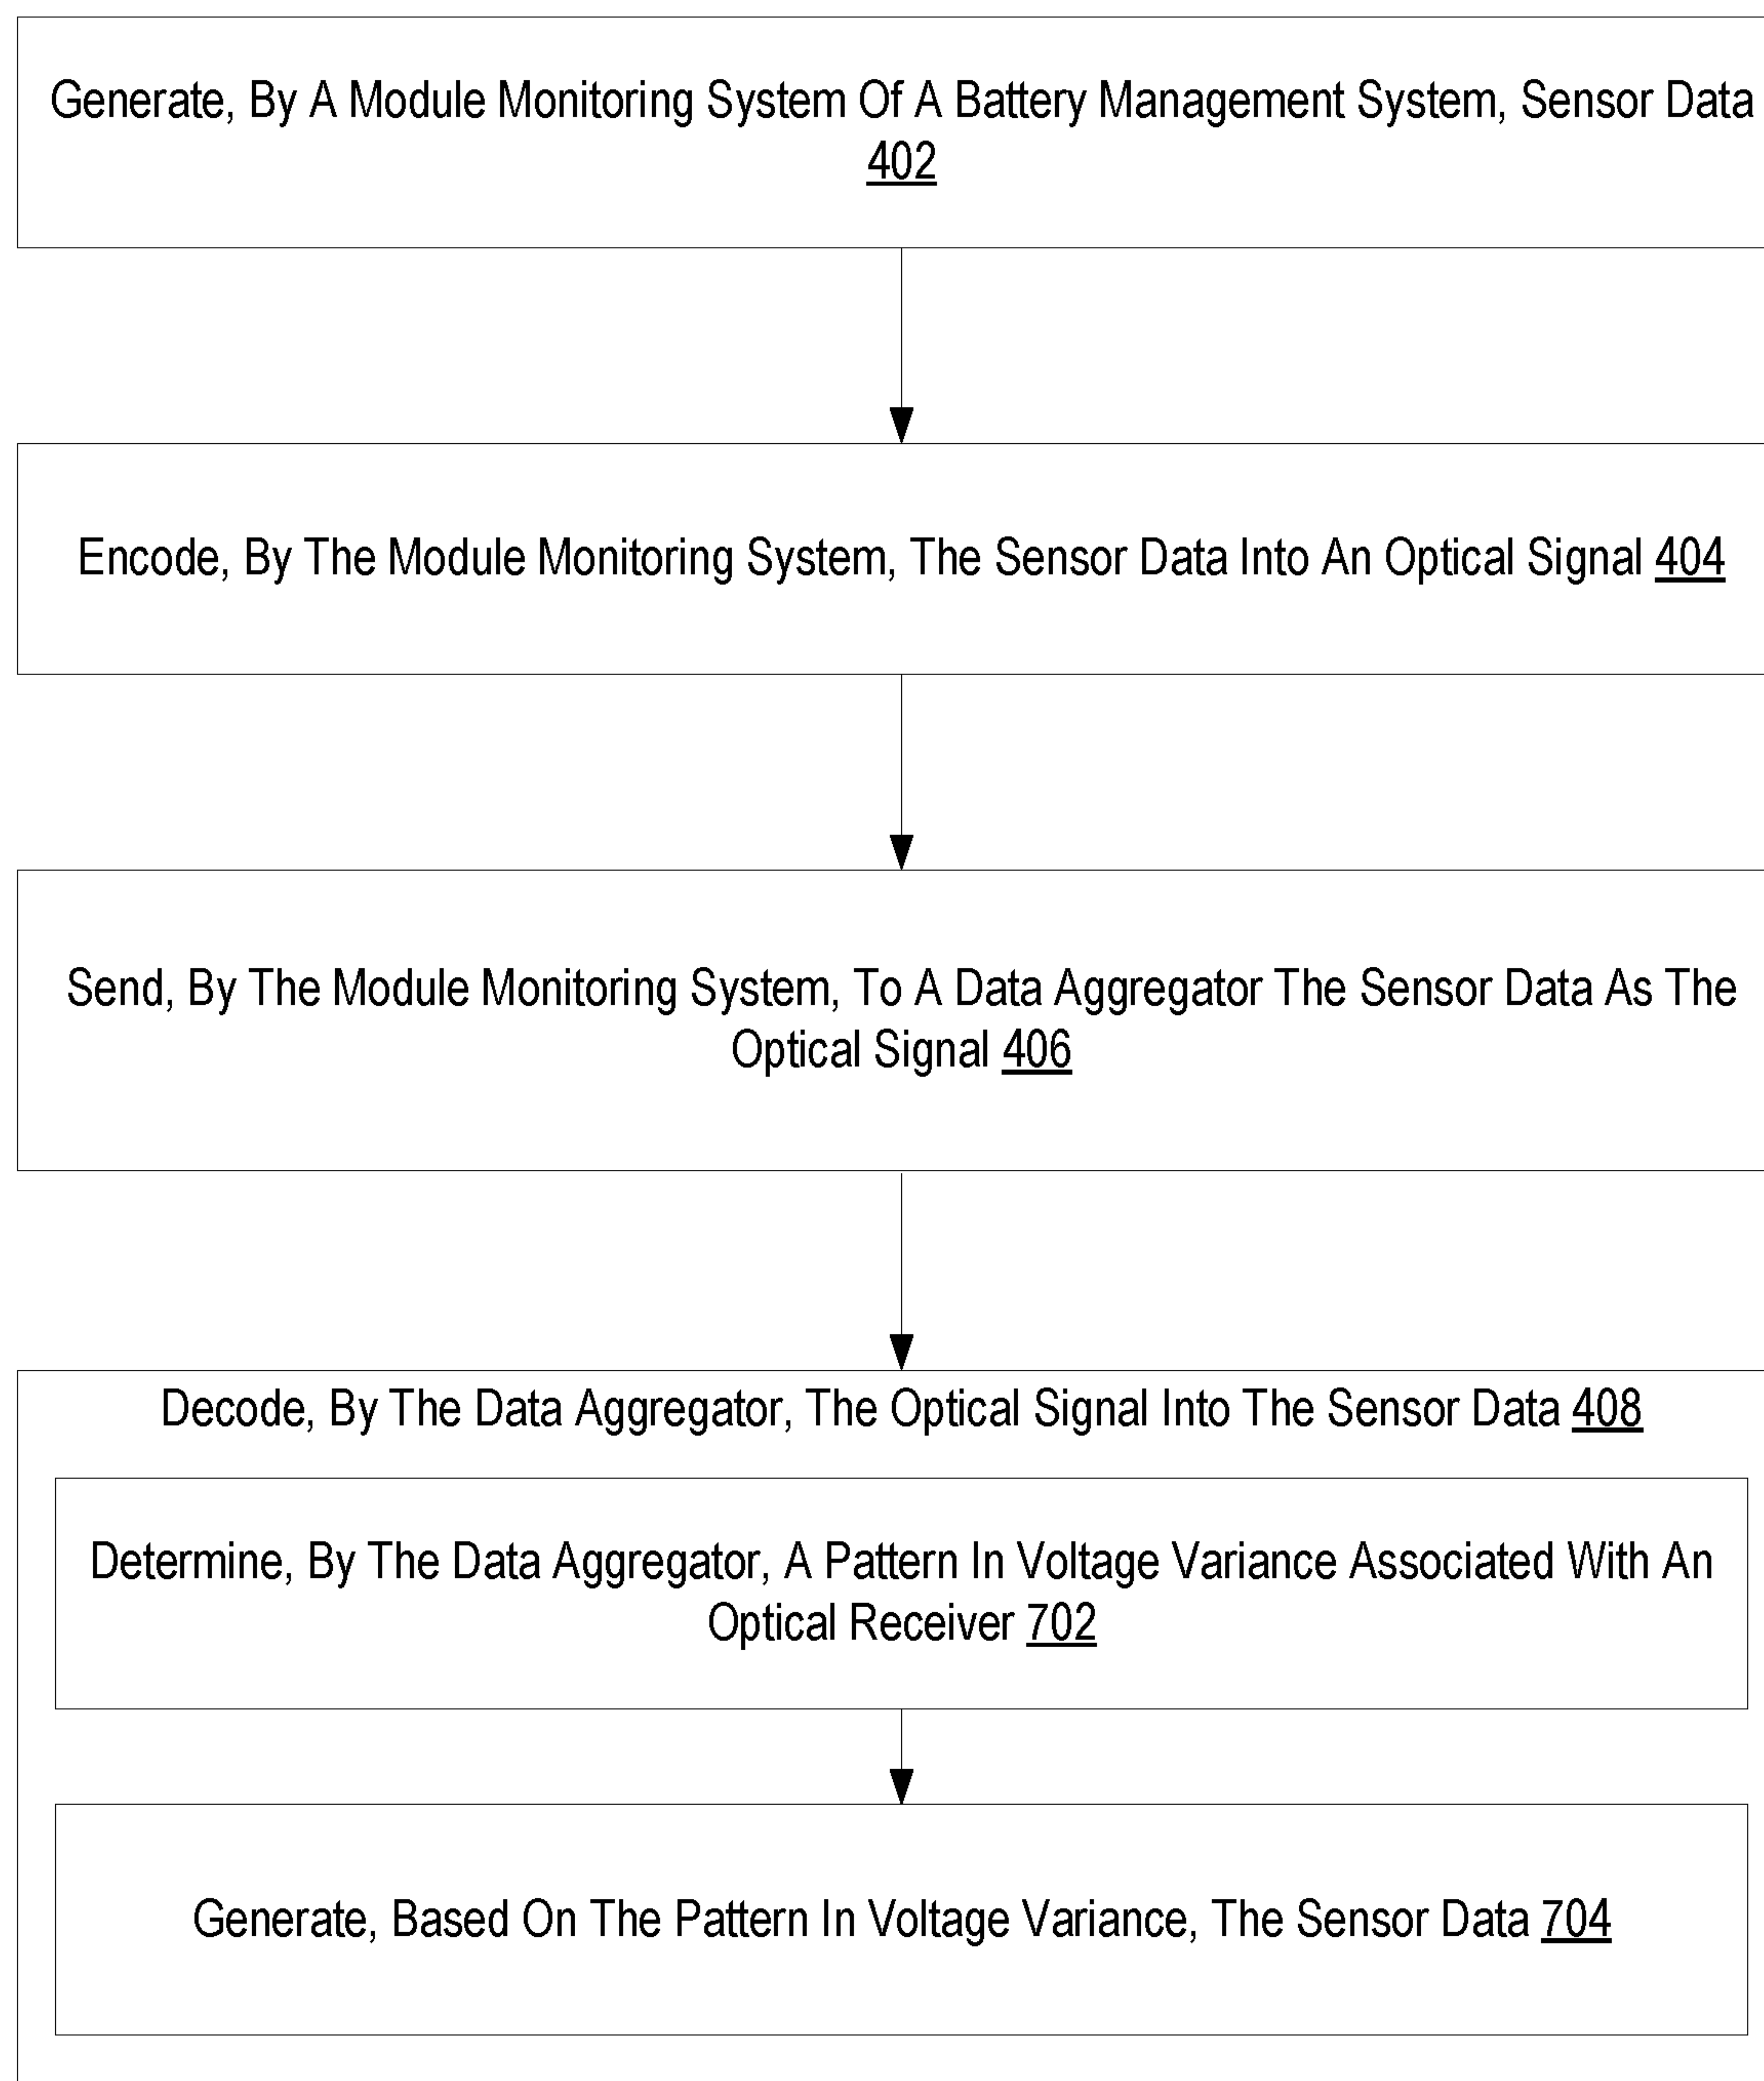 Generate, By A Module Monitoring System Of A Battery Management System, Sensor Data
402
Encode, By The Module Monitoring System, The Sensor Data Into An Optical Signal 404
Send, By The Module Monitoring System, To A Data Aggregator The Sensor Data As The
Optical Signal 406
Decode, By The Data Aggregator, The Optical Signal Into The Sensor Data 408
Determine, By The Data Aggregator, A Pattern In Voltage Variance Associated With An
Optical Receiver 702
Generate, Based On The Pattern In Voltage Variance, The Sensor Data 704